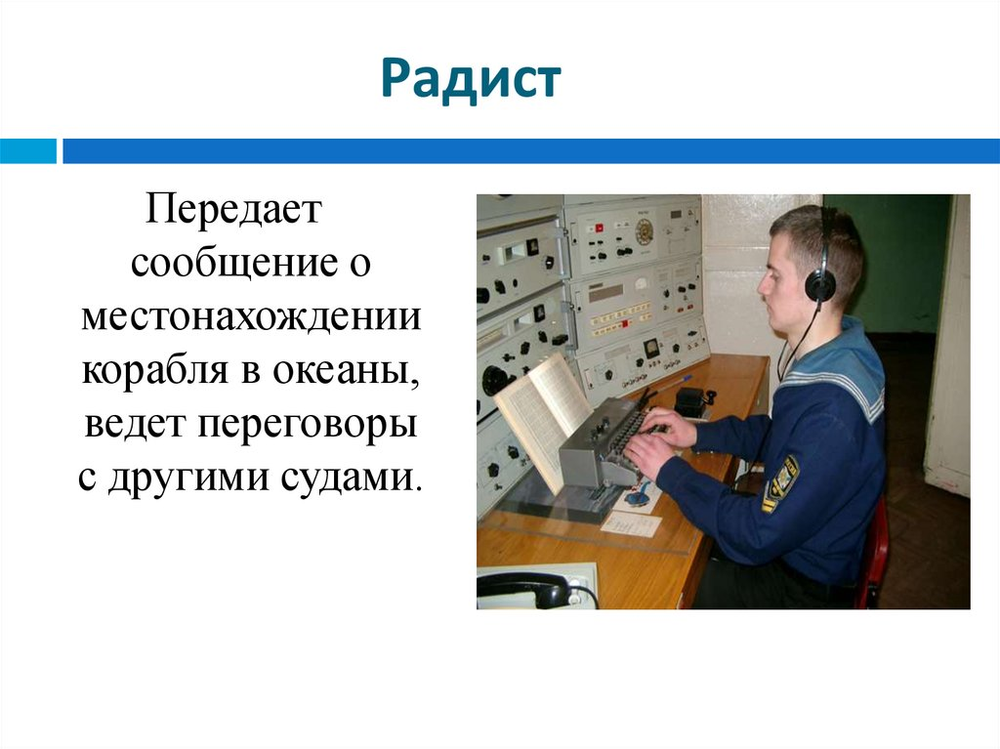 Радист
Передает
сообщение о
местонахождении
корабля в океаны,
ведет переговоры
с другими судами.